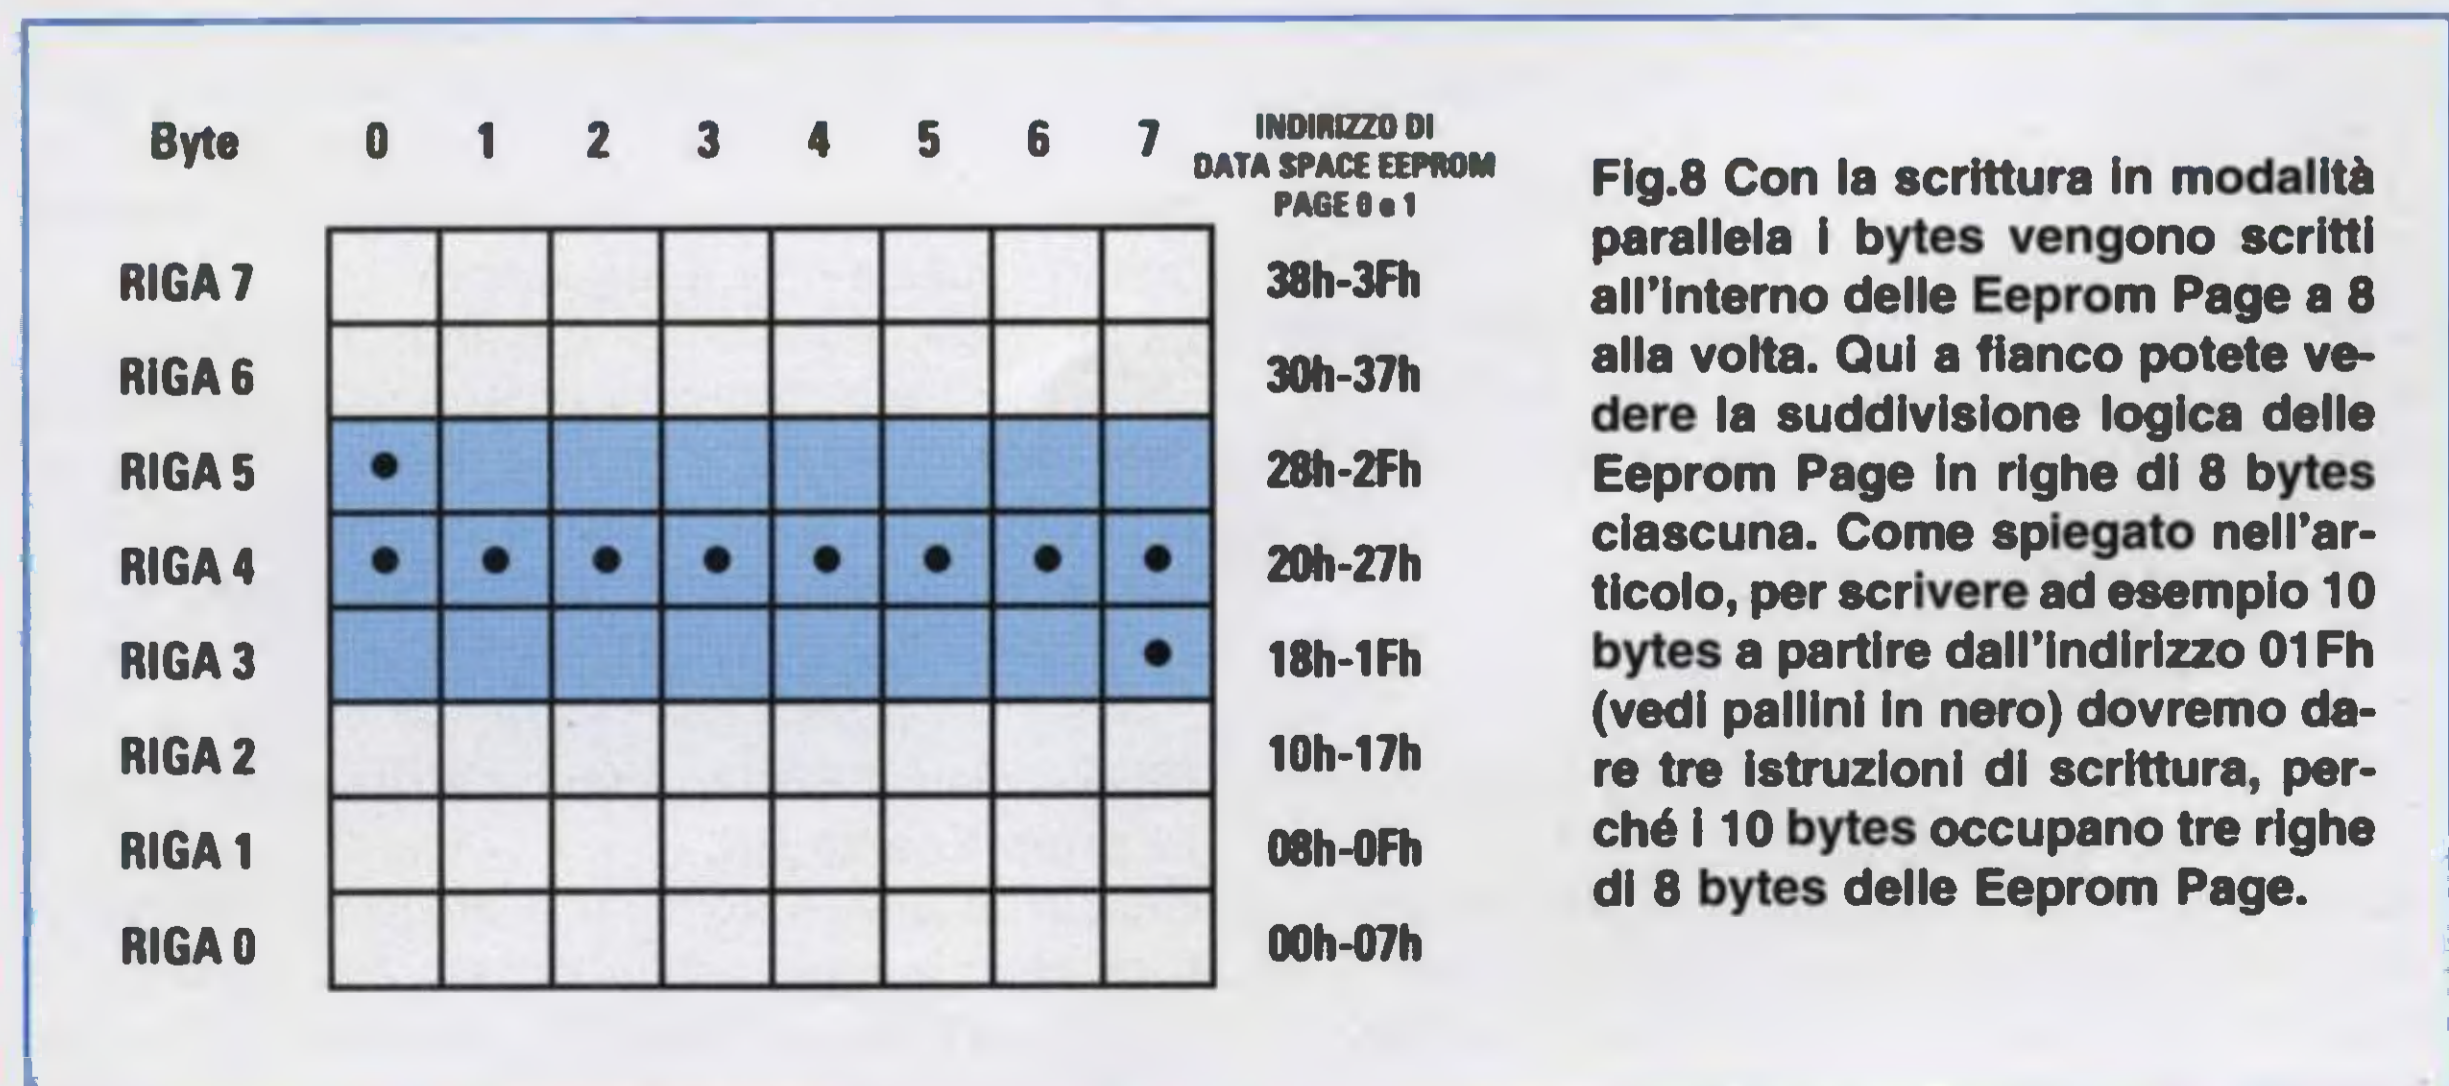 Byte 0 1 2 3 4 5 6 7
INDIRIZZO DI
DATA SPACE EEPROM
PAGE 0 e 1
RIGA 7 38h-3Fh
RIGA 6 30h-37h
RIGA 5 28h-2Fh
RIGA 4 20h-27h
RIGA 3 18h-1Fh
RIGA 2 10h-17h
RIGA 1 08h-0Fh
RIGA 0 00h-07h
Fig.8 Con la scrittura in modalità
parallela i bytes vengono scritti
all'interno delle Eeprom Page a 8
alla volta. Qui a fianco potete ve-
dere la suddivisione logica delle
Eeprom Page in righe di 8 bytes
ciascuna. Come spiegato nell'ar-
ticolo, per scrivere ad esempio 10
bytes a partire dall'indirizzo 01Fh
(vedi pallini in nero) dovremo da-
re tre istruzioni di scrittura, per-
ché i 10 bytes occupano tre righe
di 8 bytes delle Eeprom Page.